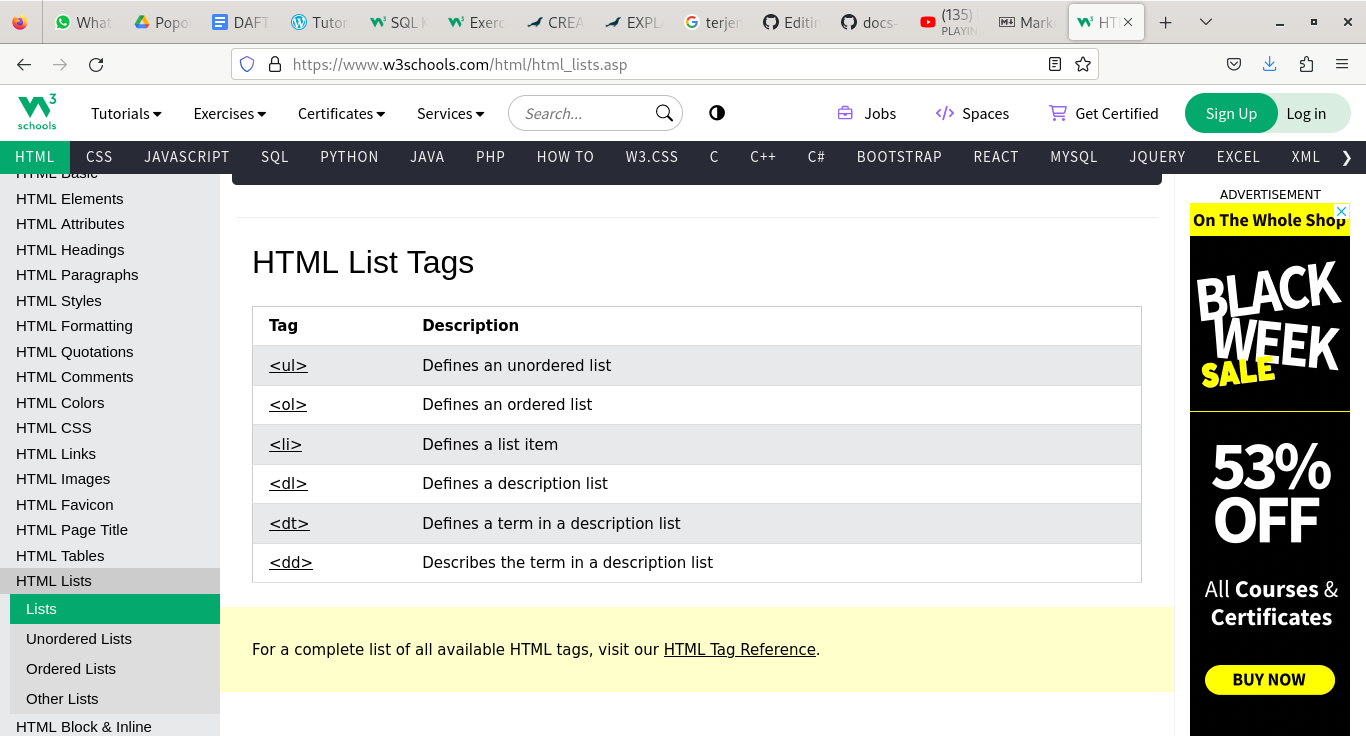 What
Popo
DAFT
Tutor
SQL
Exerc
CREA
EXPL
terjem
Editin
docs-
(135)
PLAYIN
Mark
HT
https://www.w3schools.com/html/html_lists.asp
3
schools
Tutorials
Exercises
Certificates
Services
Search...
Jobs
Spaces
Get Certified
Sign Up
Log in
HTML CSS JAVASCRIPT SQL PYTHON JAVA PHP HOW TO W3.CSS C C++ C# BOOTSTRAP REACT MYSQL JQUERY EXCEL XML
HTML Basic
HTML Elements
HTML Attributes
HTML Headings
HTML Paragraphs
HTML Styles
HTML Formatting
HTML Quotations
HTML Comments
HTML Colors
HTML CSS
HTML Links
HTML Images
HTML Favicon
HTML Page Title
HTML Tables
HTML Lists
Lists
Unordered Lists
Ordered Lists
Other Lists
HTML Block & Inline
HTML List Tags
Tag Description
<ul> Defines an unordered list
<ol> Defines an ordered list
<li> Defines a list item
<dl> Defines a description list
<dt> Defines a term in a description list
<dd> Describes the term in a description list
For a complete list of all available HTML tags, visit our HTML Tag Reference.
ADVERTISEMENT
On The Whole Shop
BLACK
WEEK
SALE
53%
OFF
All Courses &
Certificates
BUY NOW